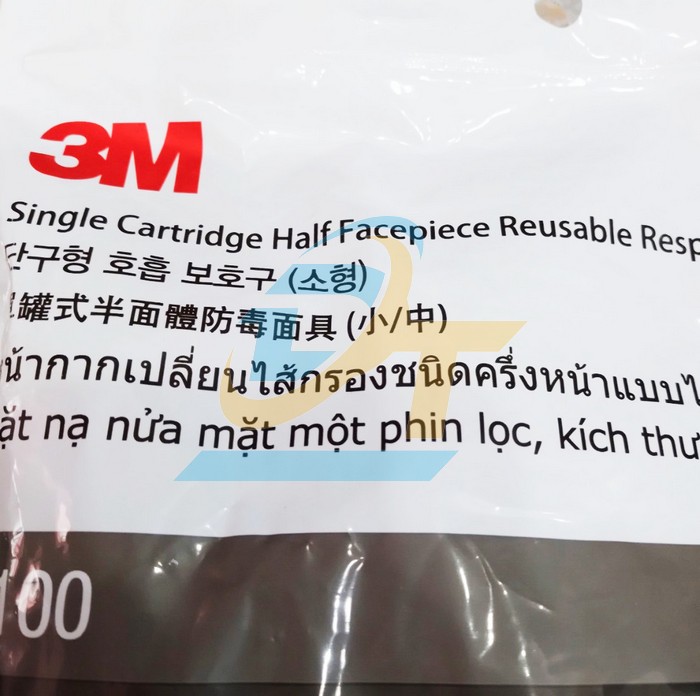 3M
Single Cartridge Half Facepiece Reusable Resp
단구형 호흡 보호구 (소형)
單罐式半面體防毒面具 (小/中)
หน้ากากเปลี่ยนไส้กรองชนิดครึ่งหน้าแบบไ
ặt nạ nửa mặt một phin lọc, kích thư
DT
100